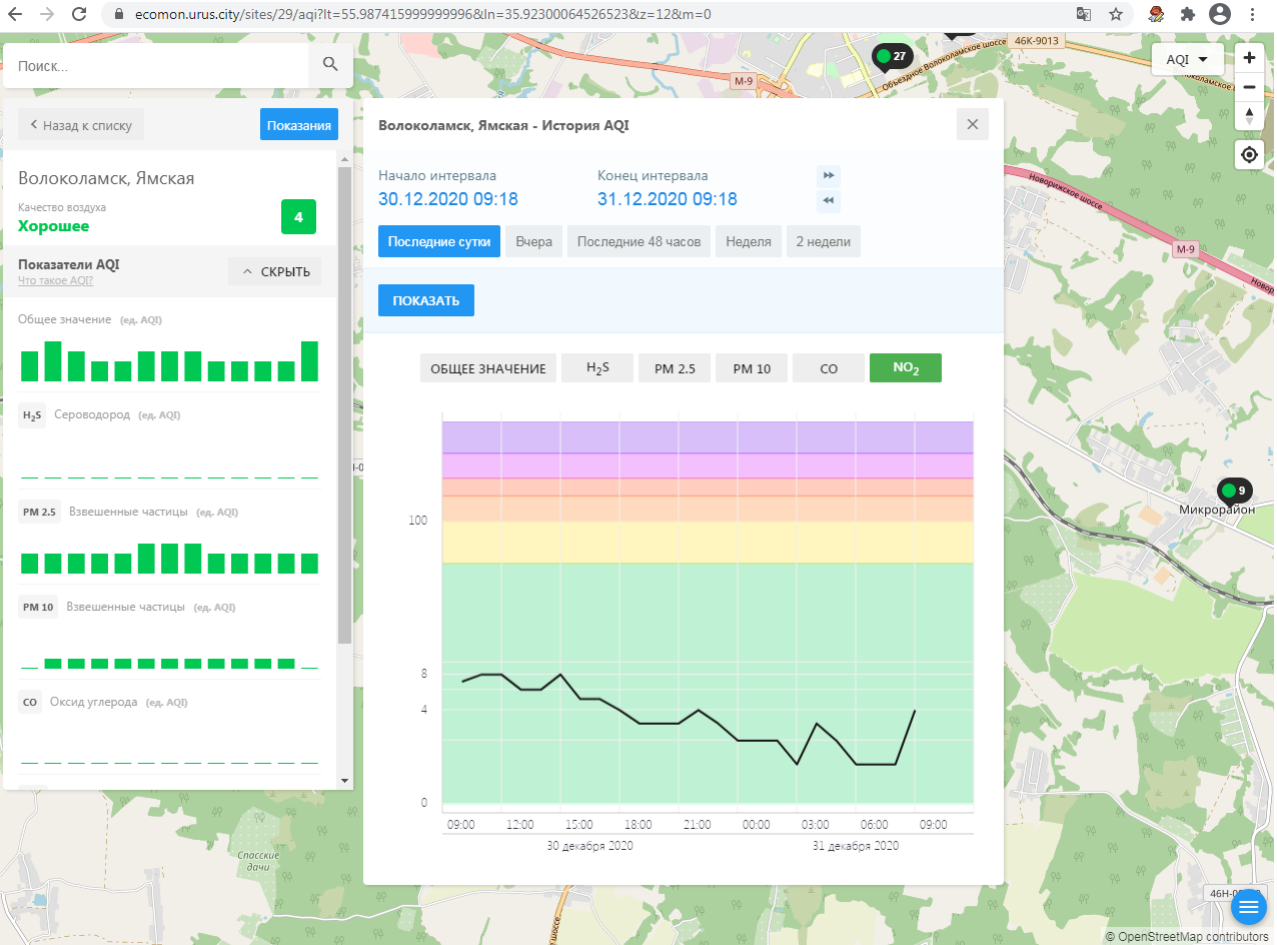 ecomon.urus.city/sites/29/aqi?lt=55.987415999999996&ln=35.92300064526523&z=12&m=0
46К-9013
27
Объездное Волоколамское шоссе
М-9
AQI
Поиск...
Назад к списку
Показания
Волоколамск, Ямская
Качество воздуха
Хорошее
4
Показатели AQI
Что такое AQI?
СКРЫТЬ
Общее значение (ед. AQI)
H2S Сероводород (ед. AQI)
PM 2.5 Взвешенные частицы (ед. AQI)
PM 10 Взвешенные частицы (ед. AQI)
CO Оксид углерода (ед. AQI)
Волоколамск, Ямская - История AQI
Начало интервала
Конец интервала
30.12.2020 09:18
31.12.2020 09:18
Последние сутки
Вчера
Последние 48 часов
Неделя
2 недели
ПОКАЗАТЬ
ОБЩЕЕ ЗНАЧЕНИЕ
H2S
PM 2.5
PM 10
CO
NO2
100
8
4
0
09:00 12:00 15:00 18:00 21:00 00:00 03:00 06:00 09:00
30 декабря 2020 31 декабря 2020
Новорижское шоссе
М-9
9
Микрорайон
Спасские
дачи
шоссе
© OpenStreetMap contributors